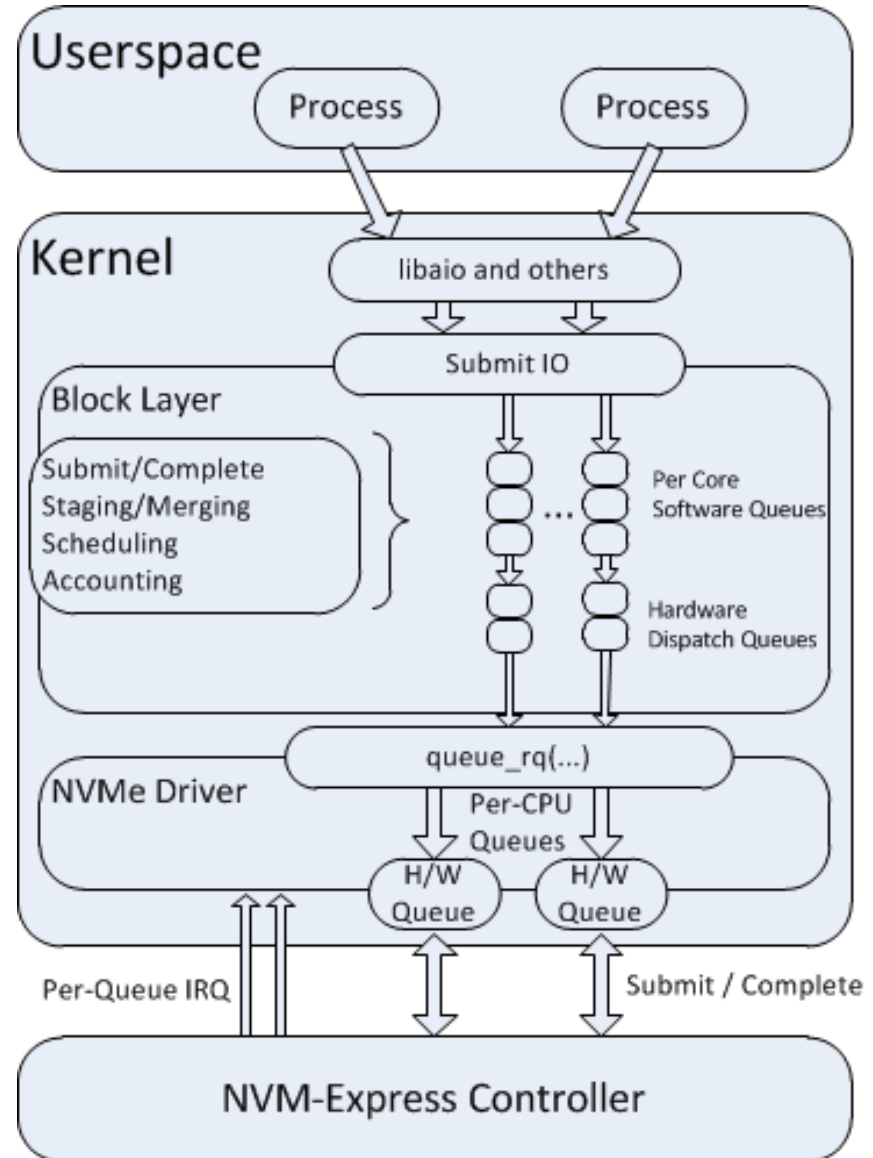 Userspace
Process
Process
Kernel
libaio and others
Submit IO
Block Layer
Submit/Complete
Staging/Merging
Scheduling
Accounting
...
Per Core
Software Queues
Hardware
Dispatch Queues
queue_rq(...)
NVMe Driver
Per-CPU
Queues
H/W
Queue
H/W
Queue
Per-Queue IRQ
Submit / Complete
NVM-Express Controller